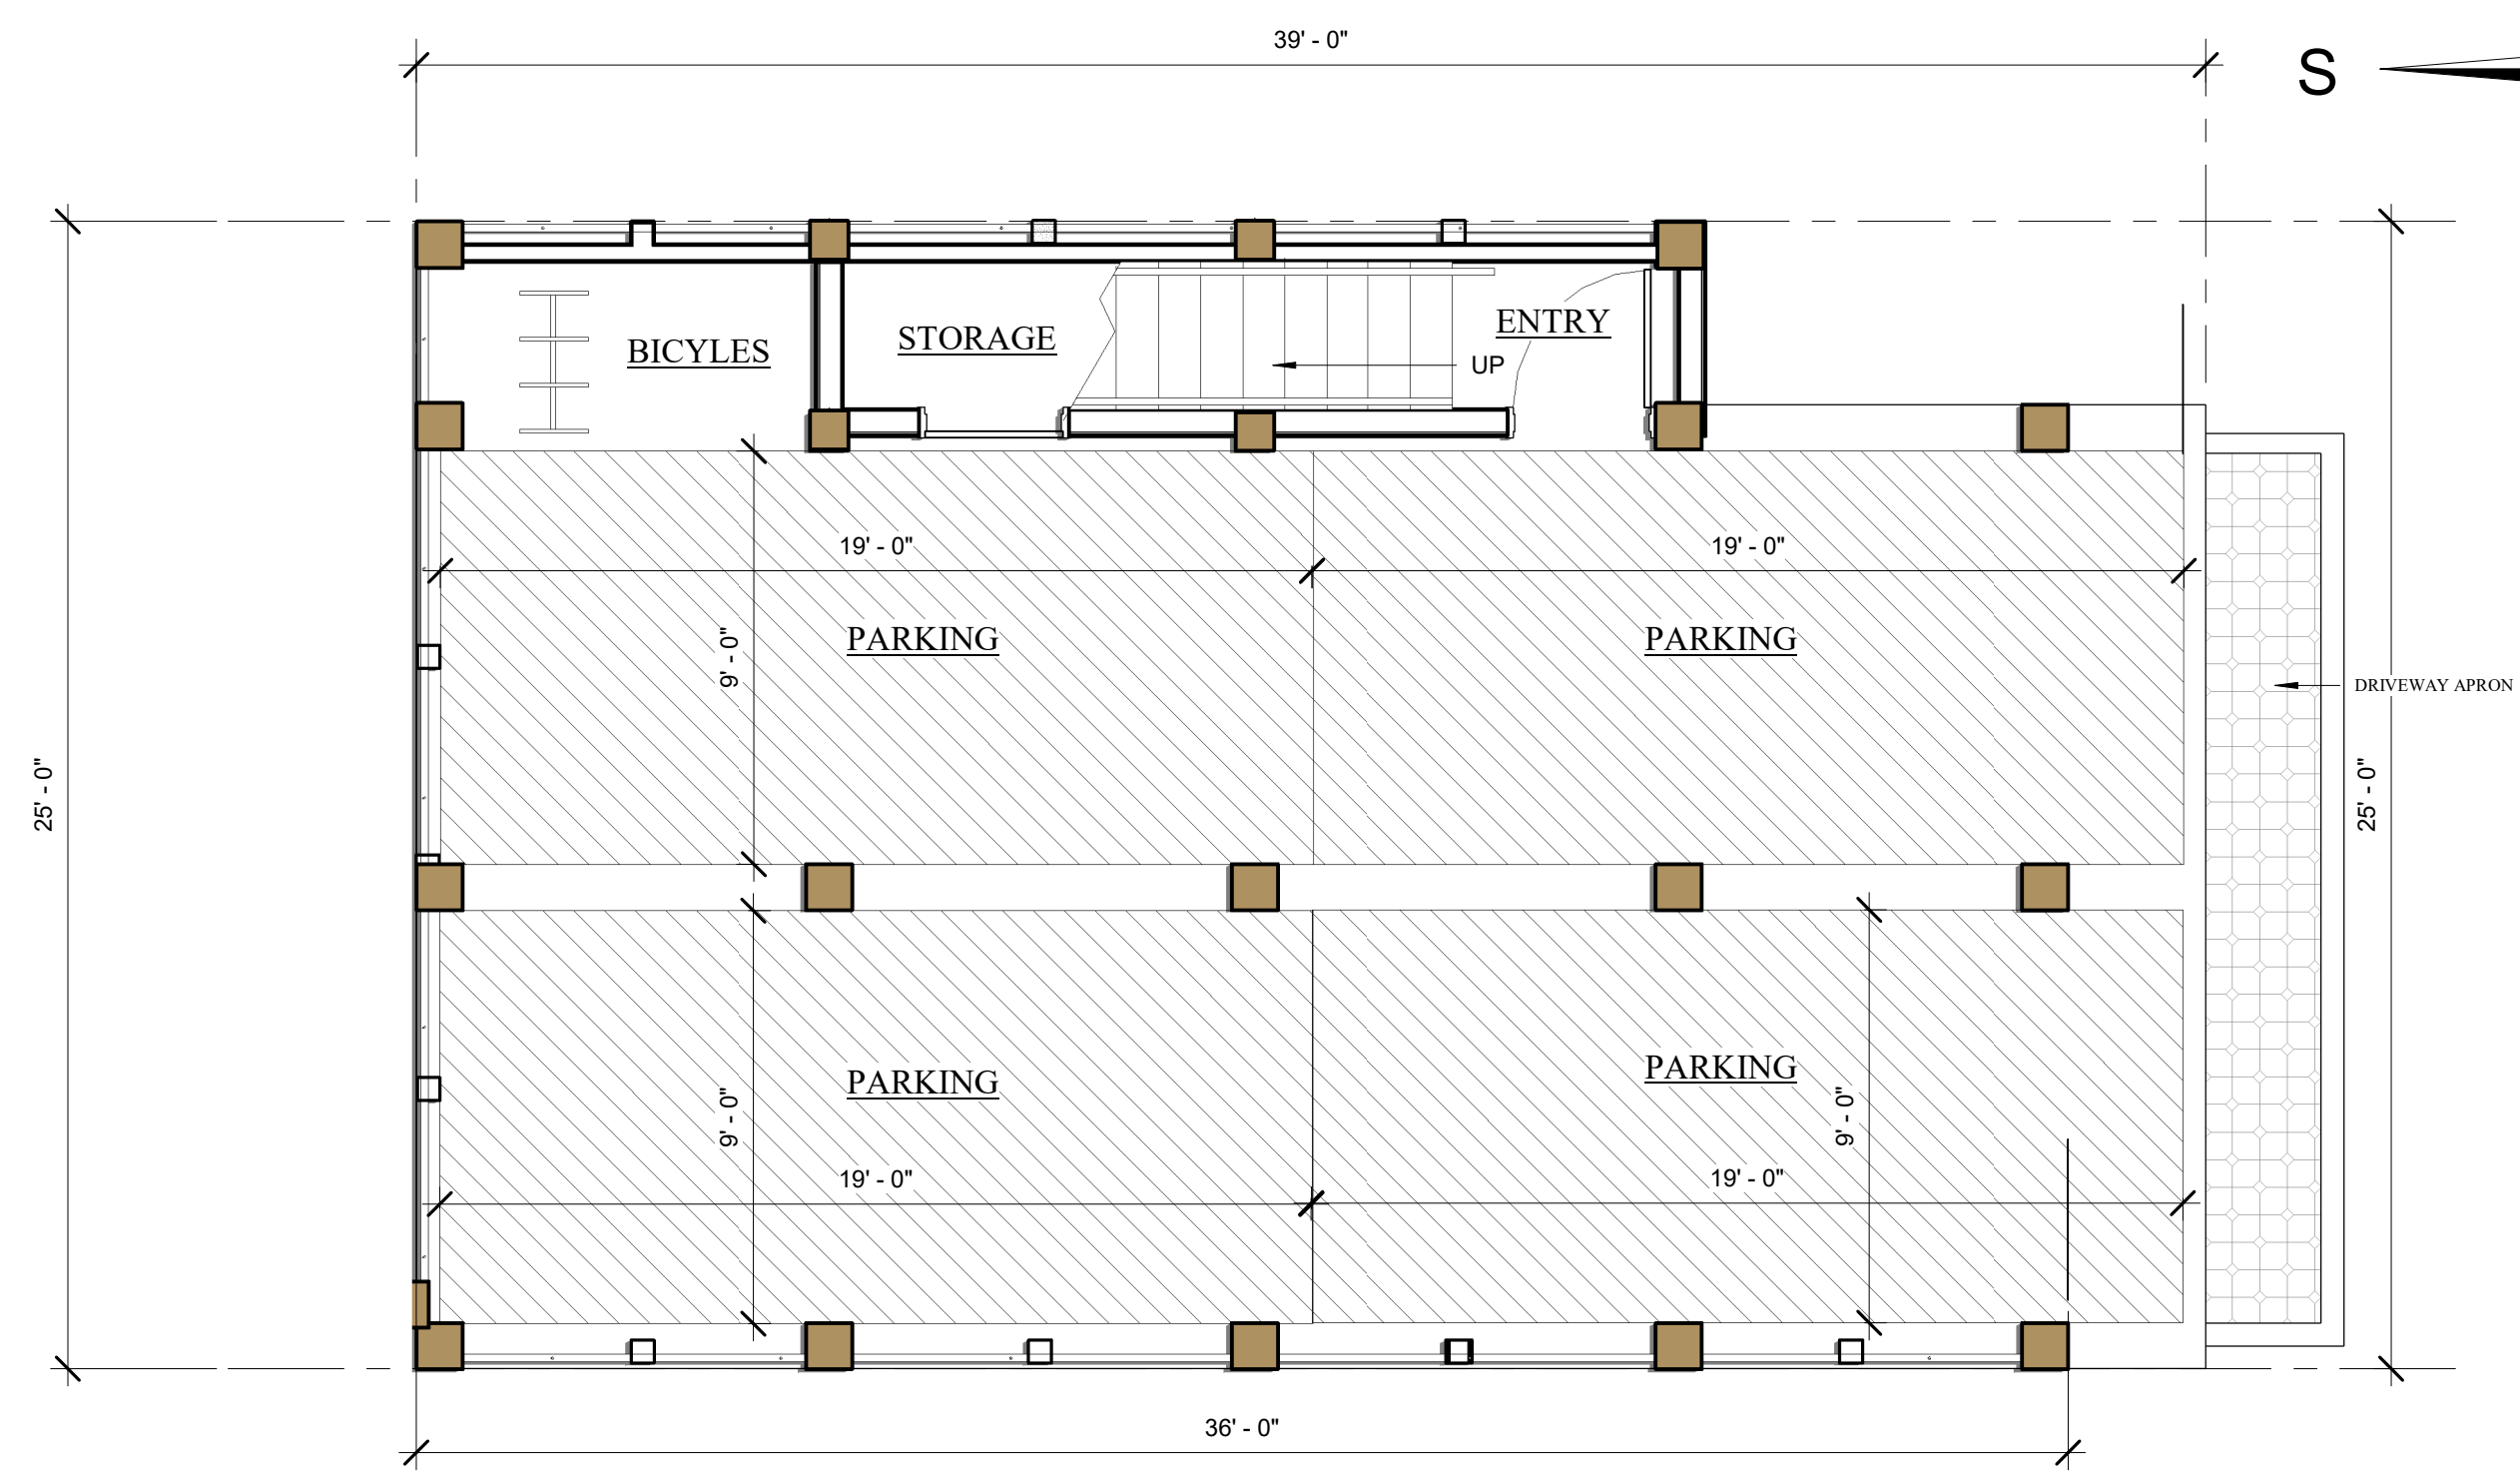 39' - 0"
S
BICYLES
STORAGE
ENTRY
UP
19' - 0"
19' - 0"
PARKING
PARKING
9' - 0"
DRIVEWAY APRON
25' - 0"
25' - 0"
PARKING
PARKING
9' - 0"
9' - 0"
19' - 0"
19' - 0"
36' - 0"